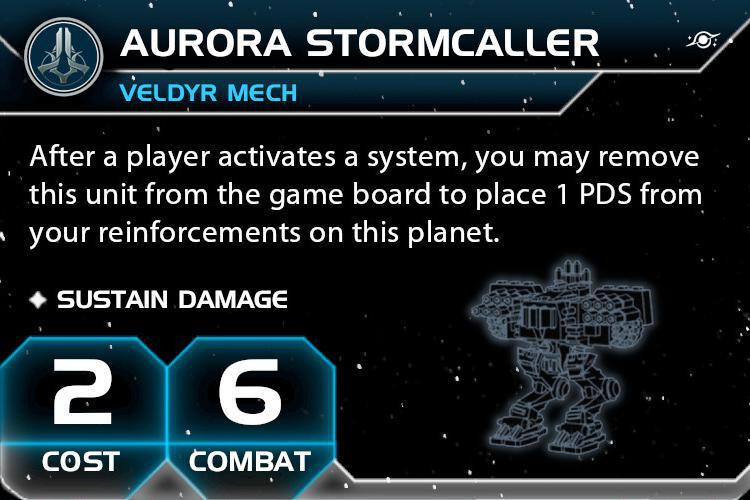 AURORA STORMCALLER
VELDYR MECH
After a player activates a system, you may remove
this unit from the game board to place 1 PDS from
your reinforcements on this planet.
SUSTAIN DAMAGE
2
COST
6
COMBAT